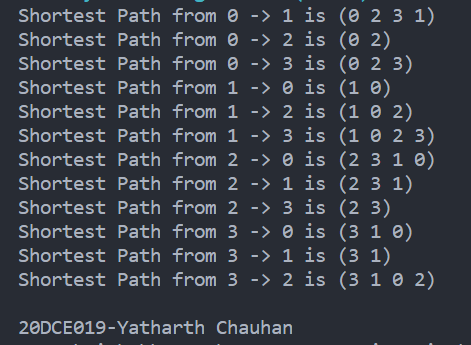 Shortest Path from 0 -> 1 is (0 2 3 1)
Shortest Path from 0 -> 2 is (0 2)
Shortest Path from 0 -> 3 is (0 2 3)
Shortest Path from 1 -> 0 is (1 0)
Shortest Path from 1 -> 2 is (1 0 2)
Shortest Path from 1 -> 3 is (1 0 2 3)
Shortest Path from 2 -> 0 is (2 3 1 0)
Shortest Path from 2 -> 1 is (2 3 1)
Shortest Path from 2 -> 3 is (2 3)
Shortest Path from 3 -> 0 is (3 1 0)
Shortest Path from 3 -> 1 is (3 1)
Shortest Path from 3 -> 2 is (3 1 0 2)
20DCE019-Yatharth Chauhan